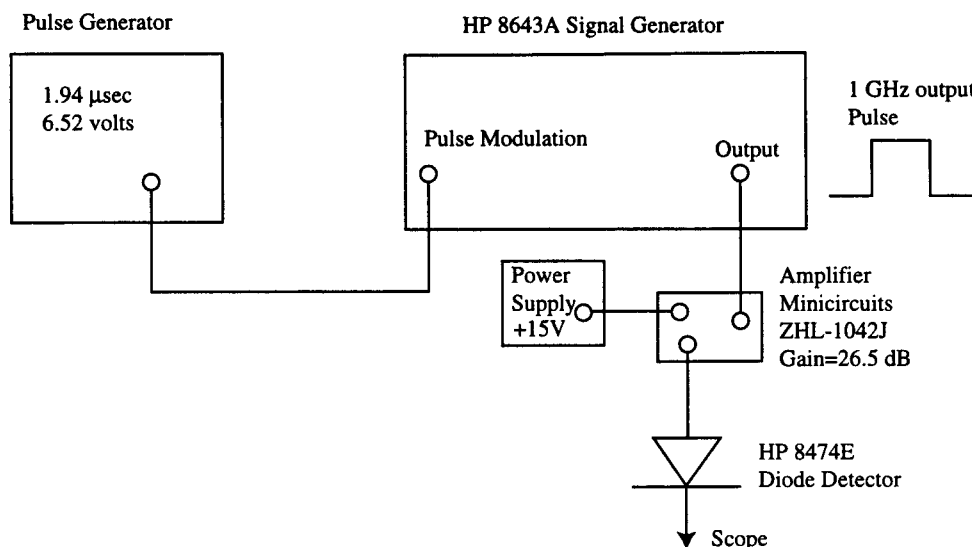 Pulse Generator
HP 8643A Signal Generator
1.94 μsec
6.52 volts
Pulse Modulation
Output
1 GHz output
Pulse
Power
Supply
+15V
Amplifier
Minicircuits
ZHL-1042J
Gain=26.5 dB
HP 8474E
Diode Detector
Scope